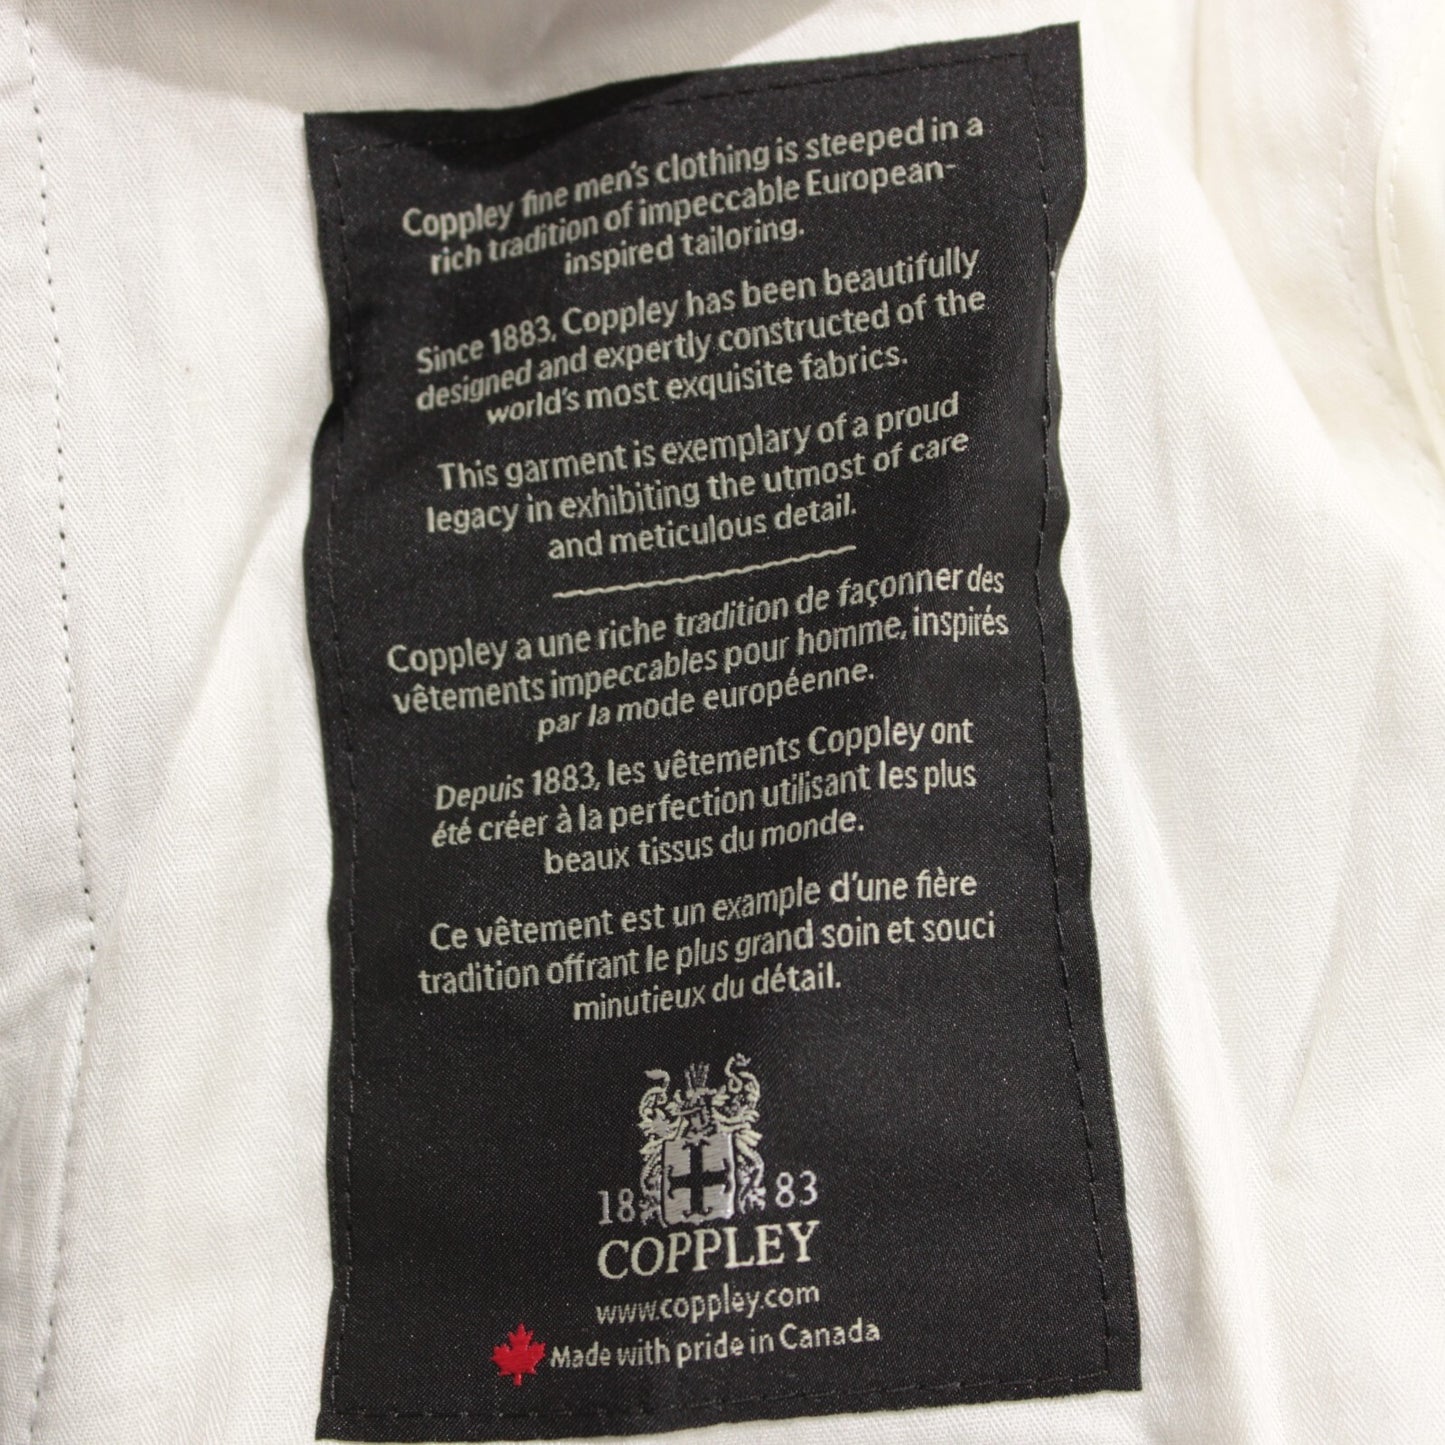 Coppley fine men's clothing is steeped in a
rich tradition of impeccable European-
inspired tailoring.
Since 1883, Coppley has been beautifully
designed and expertly constructed of the
world's most exquisite fabrics.
This garment is exemplary of a proud
legacy in exhibiting the utmost of care
and meticulous detail.
Coppley a une riche tradition de façonner des
vêtements impeccables pour homme, inspirés
par la mode européenne.
Depuis 1883, les vêtements Coppley ont
été créer à la perfection utilisant les plus
beaux tissus du monde.
Ce vêtement est un example d'une fière
tradition offrant le plus grand soin et souci
minutieux du détail.
18 83
COPPLEY
www.coppley.com
Made with pride in Canada